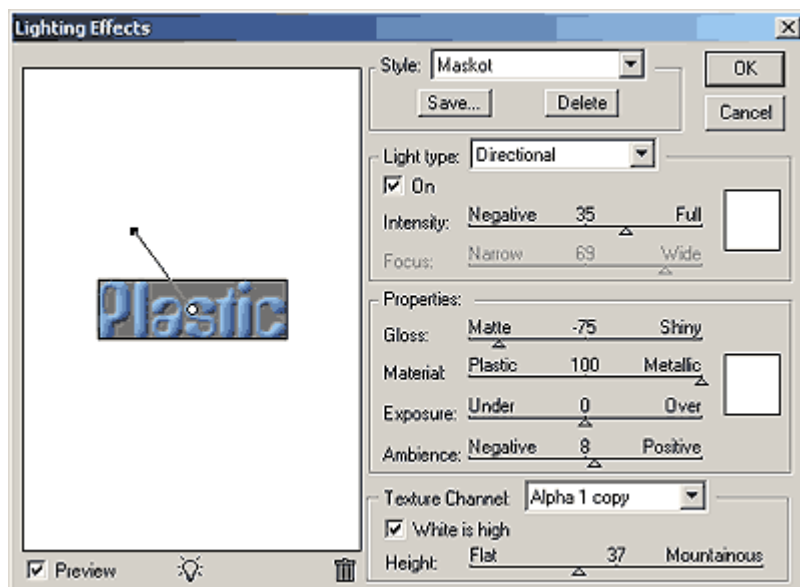 Lighting Effects
Style: Maskot
OK
Save... Delete
Cancel
Light type: Directional
On
Intensity: Negative 35 Full
Focus: Narrow 69 Wide
Plastic
Properties:
Gloss: Matte -75 Shiny
Material: Plastic 100 Metallic
Exposure: Under 0 Over
Ambience: Negative 8 Positive
Texture Channel: Alpha 1 copy
White is high
Height: Flat 37 Mountainous
Preview